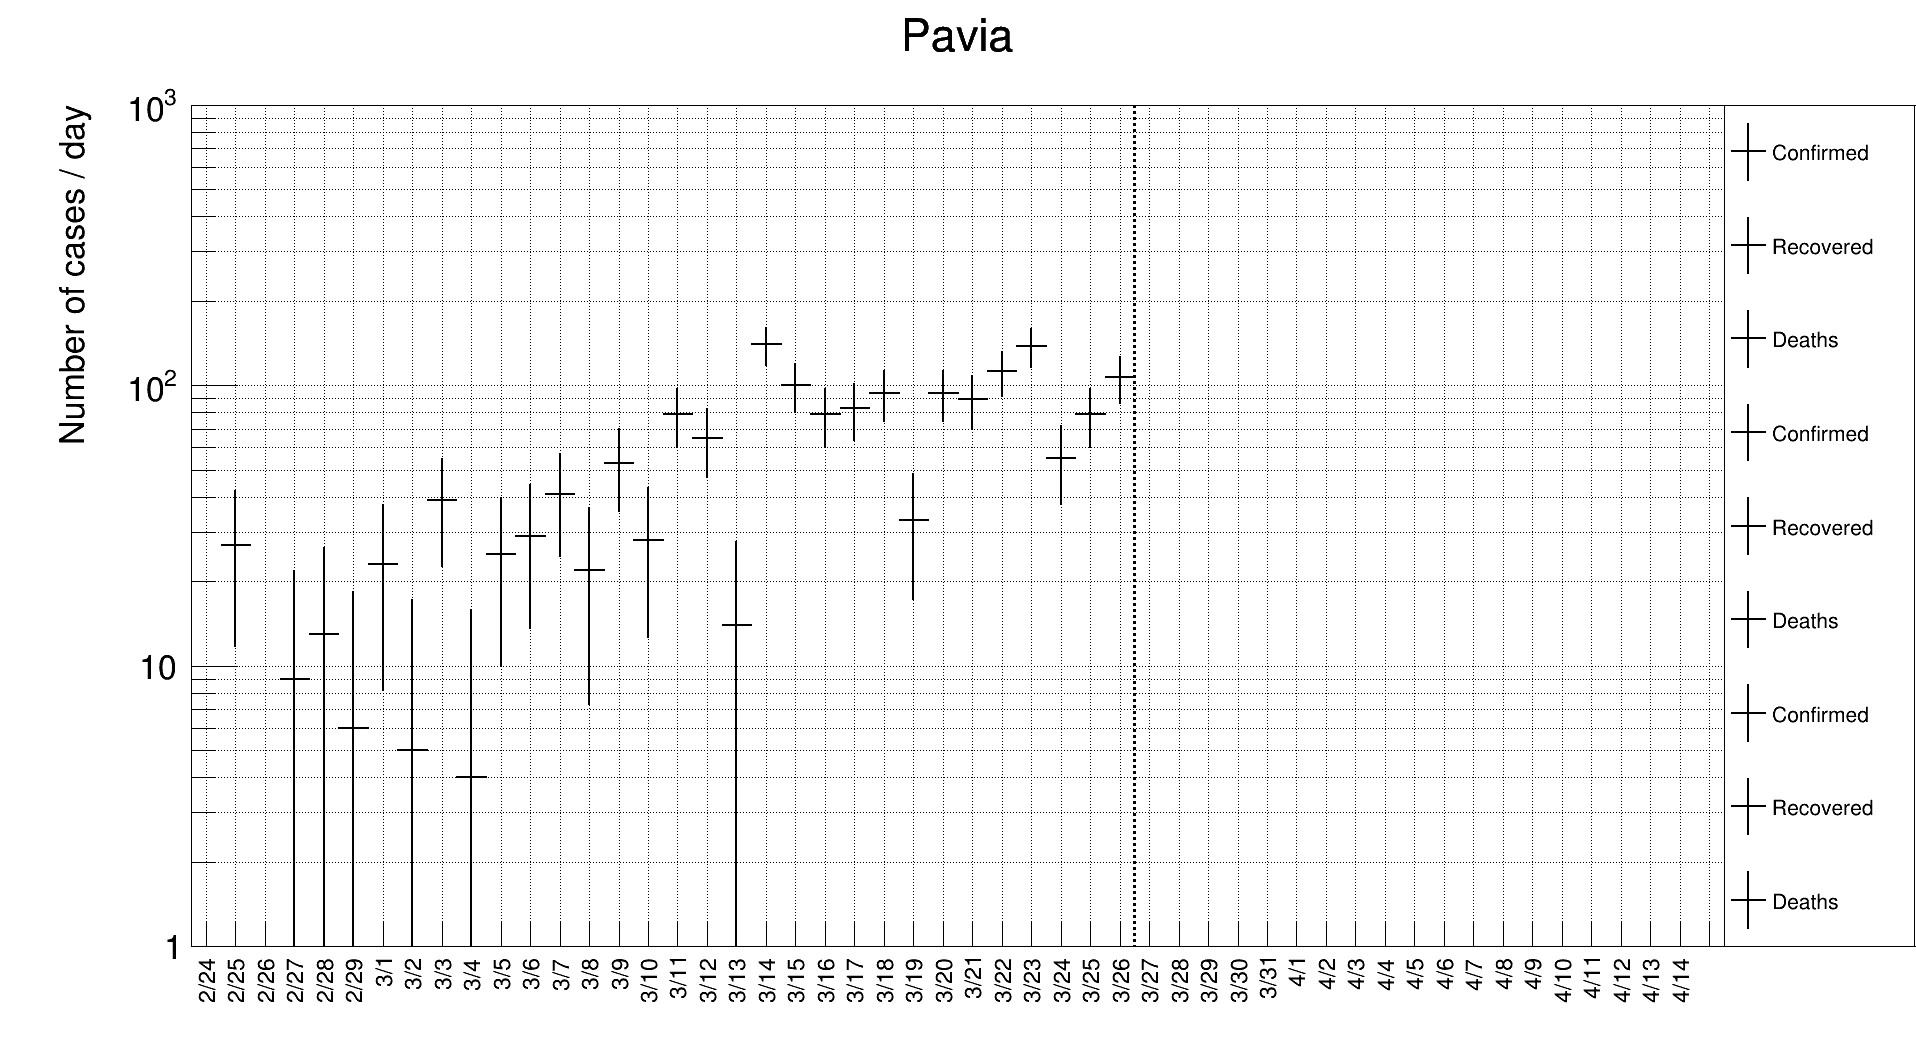 Pavia
Number of cases / day
10³
10²
10
1
2/24 2/25 2/26 2/27 2/28 2/29 3/1 3/2 3/3 3/4 3/5 3/6 3/7 3/8 3/9 3/10 3/11 3/12 3/13 3/14 3/15 3/16 3/17 3/18 3/19 3/20 3/21 3/22 3/23 3/24 3/25 3/26 3/27 3/28 3/29 3/30 3/31 4/1 4/2 4/3 4/4 4/5 4/6 4/7 4/8 4/9 4/10 4/11 4/12 4/13 4/14
Confirmed
Recovered
Deaths
Confirmed
Recovered
Deaths
Confirmed
Recovered
Deaths